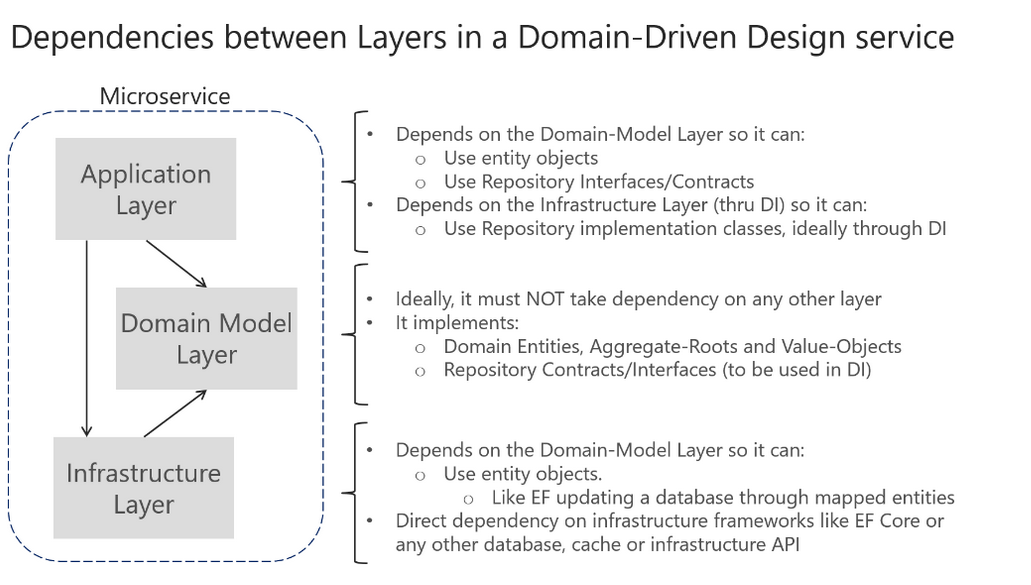 Dependencies between Layers in a Domain-Driven Design service
Microservice
Application
Layer
• Depends on the Domain-Model Layer so it can:
o Use entity objects
o Use Repository Interfaces/Contracts
• Depends on the Infrastructure Layer (thru DI) so it can:
o Use Repository implementation classes, ideally through DI
Domain Model
Layer
• Ideally, it must NOT take dependency on any other layer
• It implements:
o Domain Entities, Aggregate-Roots and Value-Objects
o Repository Contracts/Interfaces (to be used in DI)
Infrastructure
Layer
• Depends on the Domain-Model Layer so it can:
o Use entity objects.
o Like EF updating a database through mapped entities
• Direct dependency on infrastructure frameworks like EF Core or
any other database, cache or infrastructure API